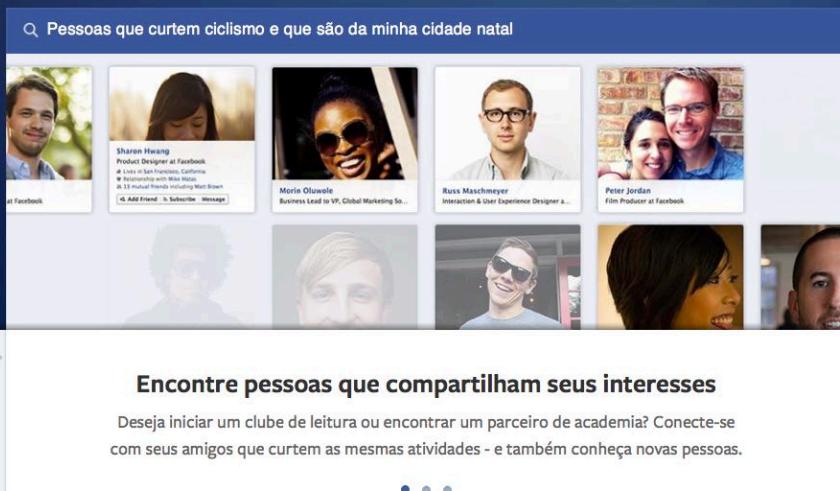 Pessoas que curtem ciclismo e que são da minha cidade natal
at Facebook
Sharon Hwang
Product Designer at Facebook
Lives in San Francisco, California
Relationship with Mike Matas
13 mutual friends including Matt Brown
Add Friend Subscribe Message
Morin Oluwole
Business Lead to VP, Global Marketing So...
Russ Maschmeyer
Interaction & User Experience Designer a...
Peter Jordan
Film Producer at Facebook
Encontre pessoas que compartilham seus interesses
Deseja iniciar um clube de leitura ou encontrar um parceiro de academia? Conecte-se
com seus amigos que curtem as mesmas atividades - e também conheça novas pessoas.